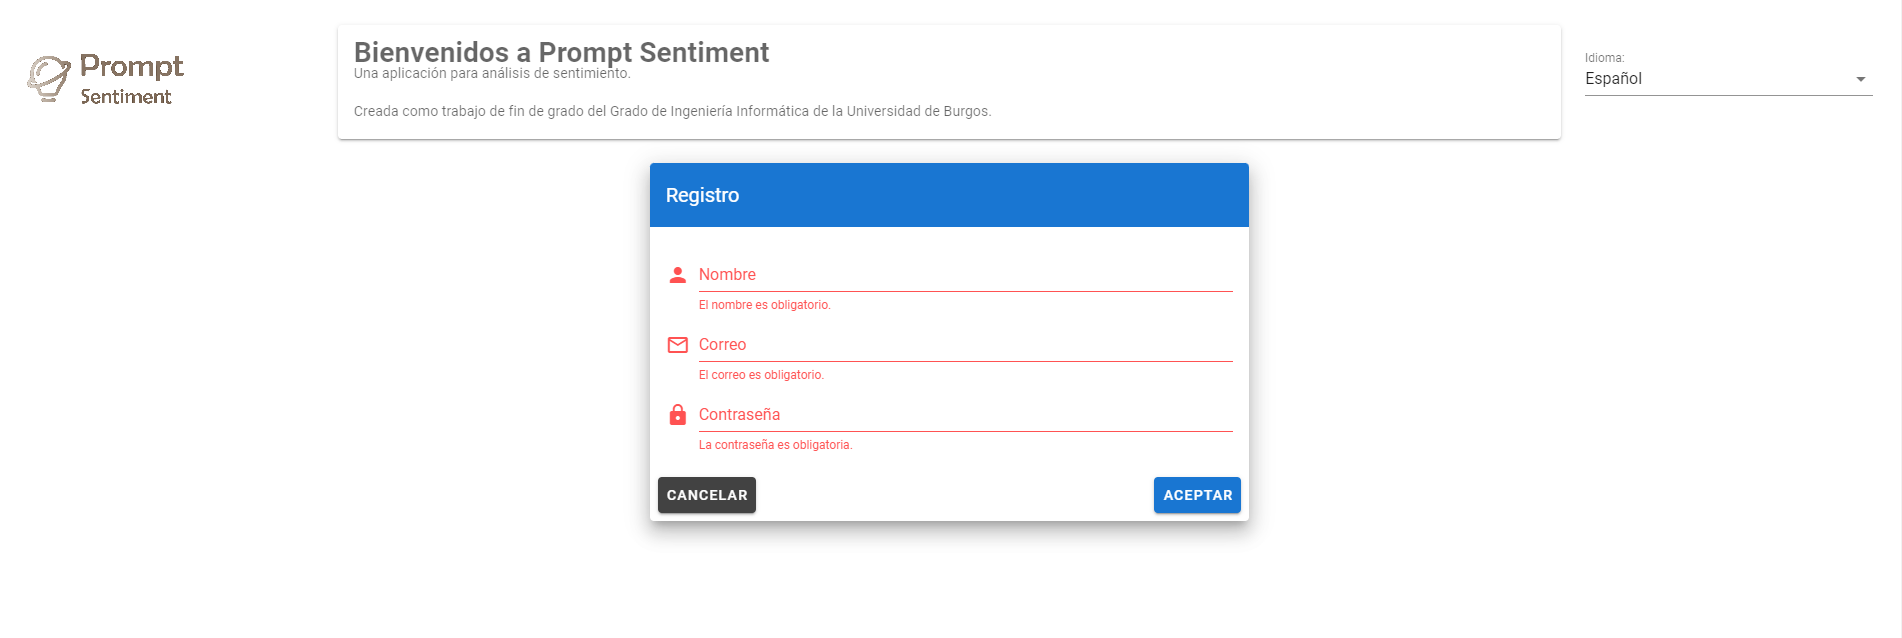 Prompt
Sentiment
Bienvenidos a Prompt Sentiment
Una aplicación para análisis de sentimiento.
Creada como trabajo de fin de grado del Grado de Ingeniería Informática de la Universidad de Burgos.
Idioma:
Español
Registro
Nombre
El nombre es obligatorio.
Correo
El correo es obligatorio.
Contraseña
La contraseña es obligatoria.
CANCELAR
ACEPTAR